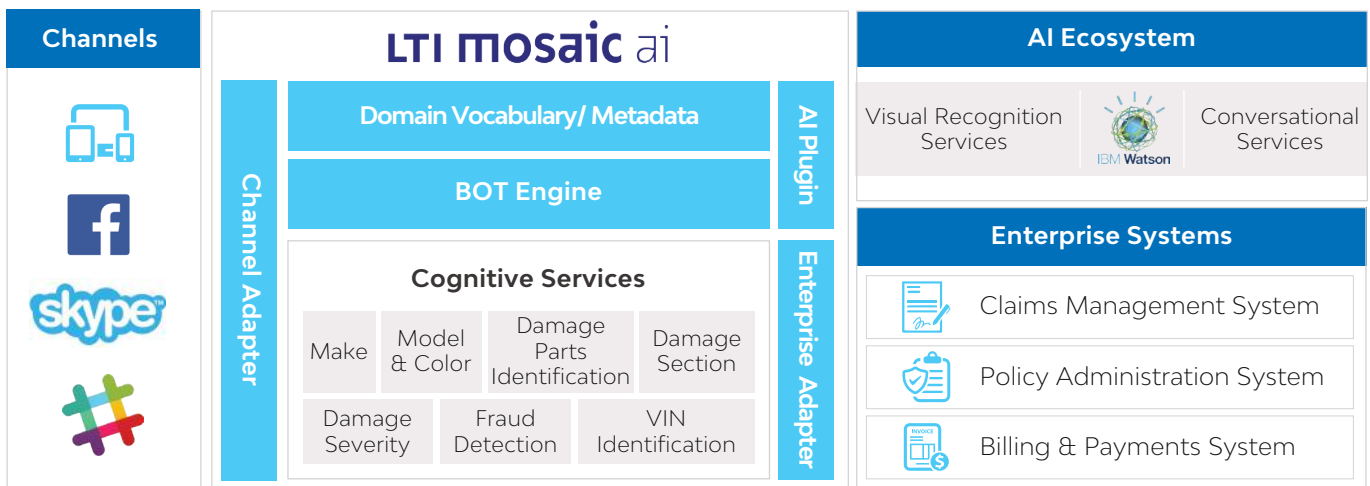 Channels
skype
TM
LTI mosaic ai
Channel Adapter
Domain Vocabulary/ Metadata
BOT Engine
AI Plugin
Cognitive Services
Make
Model
& Color
Damage
Parts
Identification
Damage
Section
Damage
Severity
Fraud
Detection
VIN
Identification
Enterprise Adapter
AI Ecosystem
Visual Recognition
Services
IBM Watson
Conversational
Services
Enterprise Systems
Claims Management System
Policy Administration System
INVOICE
Billing & Payments System